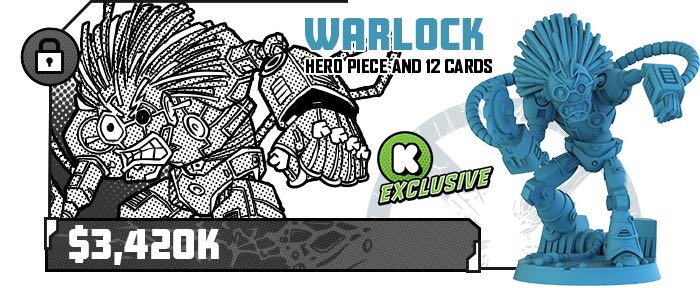 WARLOCK
HERO PIECE AND 12 CARDS
K
EXCLUSIVE
$3,420K